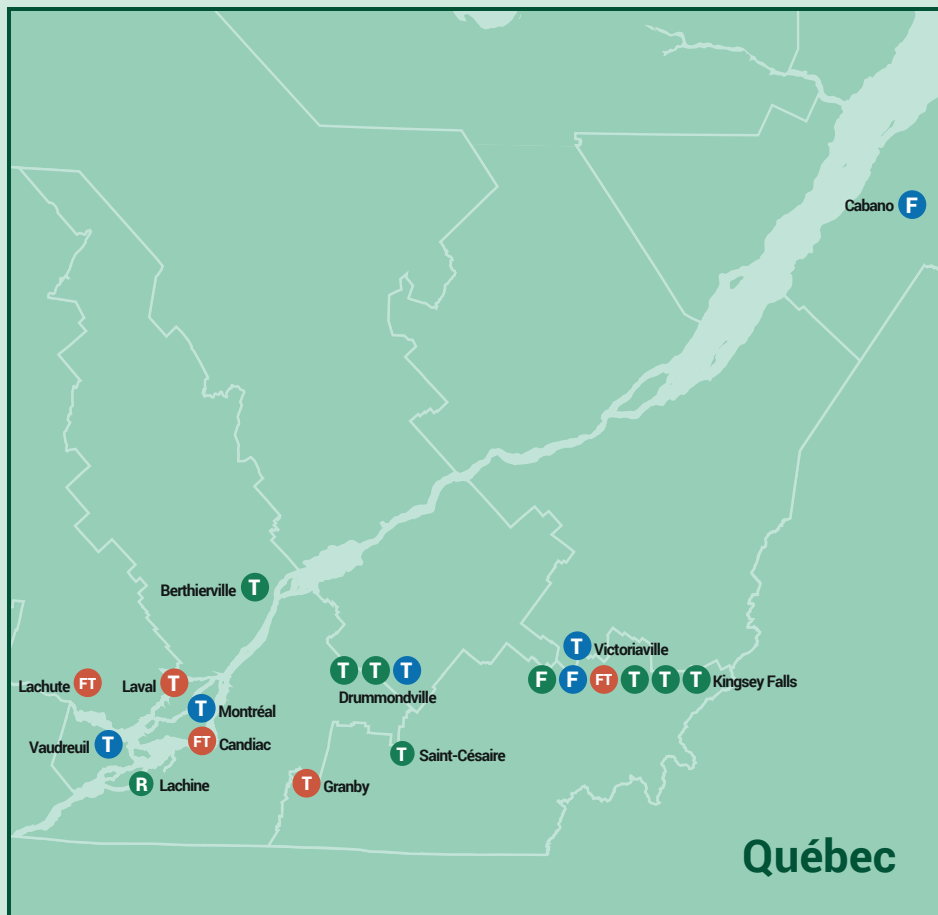 Cabano F
Berthierville T
T T T
Drummondville
T Victoriaville
F F FT T T T Kingsey Falls
Lachute FT
Laval T
T Montréal
Vaudreuil T
FT Candiac
T Saint-Césaire
R Lachine
T Granby
Québec